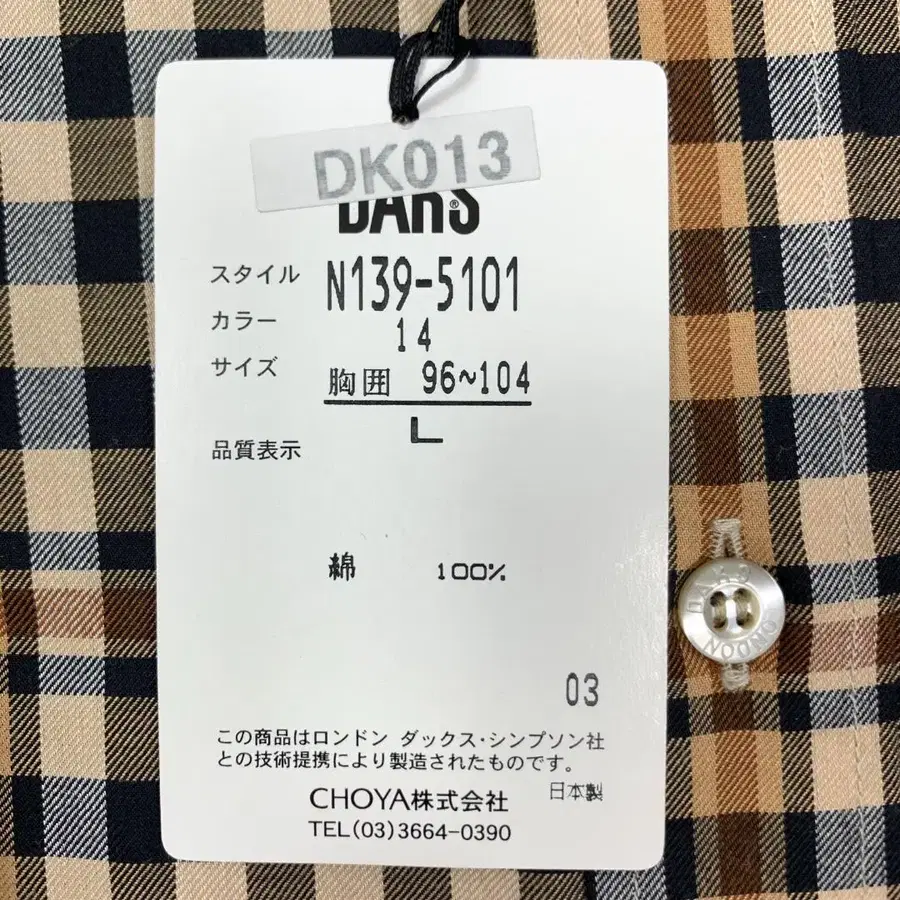 DK013
DAKS®
スタイル N139-5101
カラー 14
サイズ 胸囲 96~104
L
品質表示
綿 100%
03
この商品はロンドン ダックス・シンプソン社
との技術提携により製造されたものです。
CHOYA株式会社 日本製
TEL(03)3664-0390
DAKS
LONDON